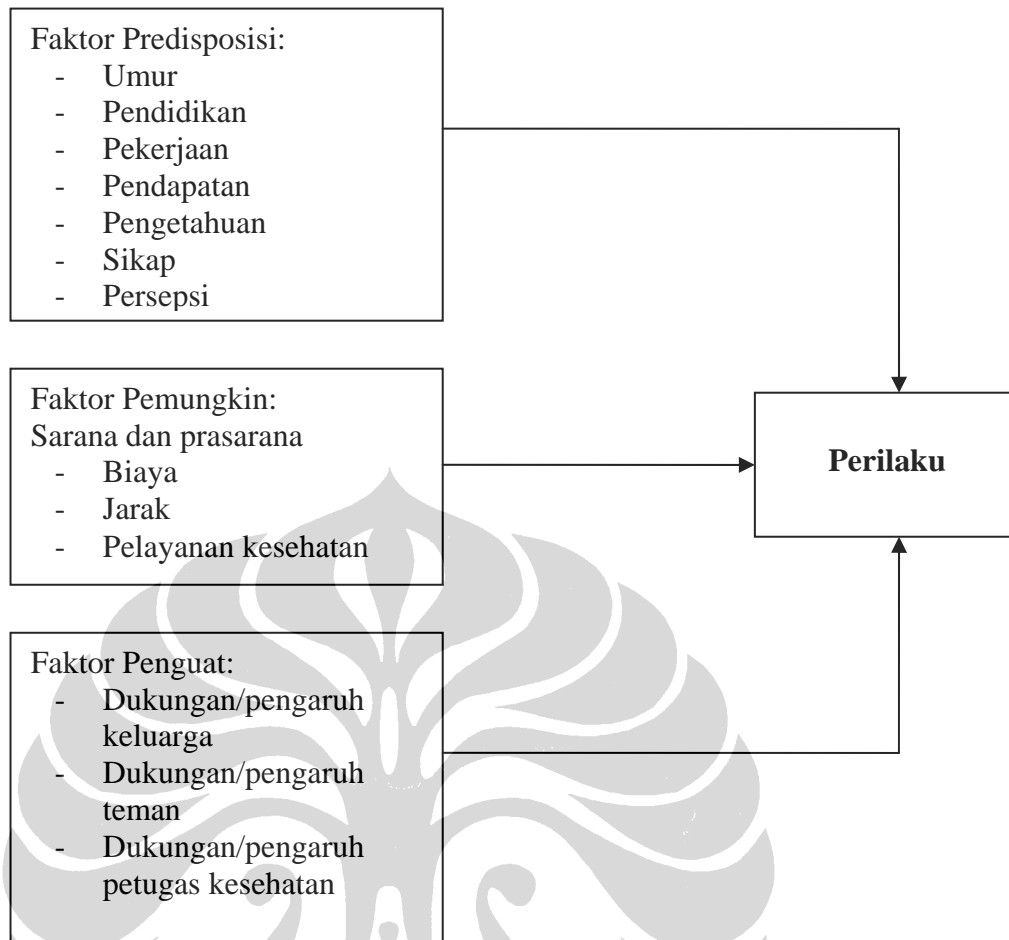 Faktor Predisposisi:
- Umur
- Pendidikan
- Pekerjaan
- Pendapatan
- Pengetahuan
- Sikap
- Persepsi
Faktor Pemungkin:
Sarana dan prasarana
- Biaya
- Jarak
- Pelayanan kesehatan
Perilaku
Faktor Penguat:
- Dukungan/pengaruh
keluarga
- Dukungan/pengaruh
teman
- Dukungan/pengaruh
petugas kesehatan